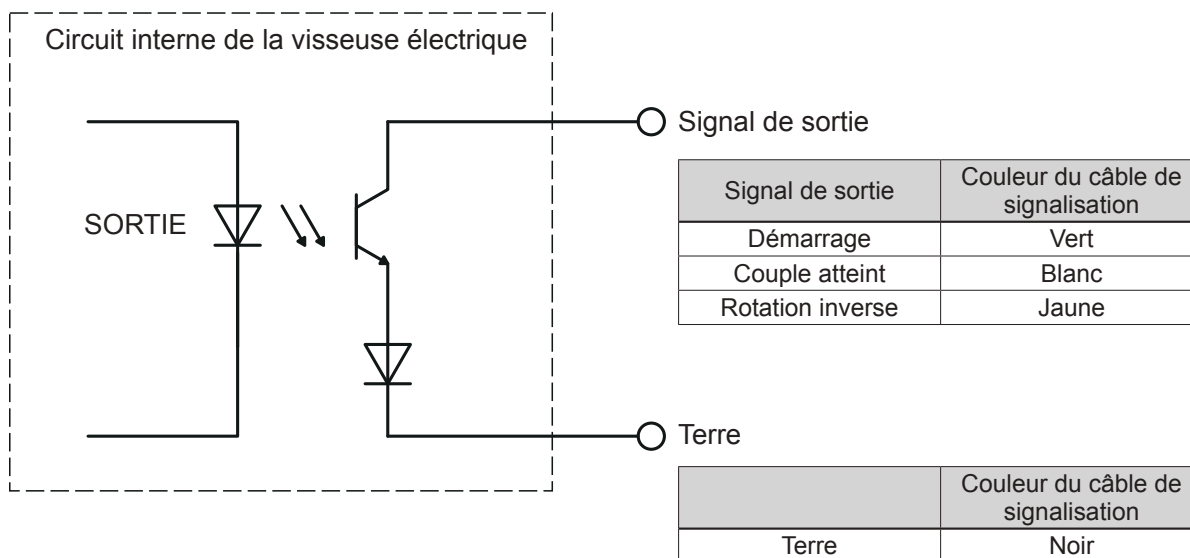 Circuit interne de la visseuse électrique
SORTIE
Signal de sortie
Signal de sortie
Couleur du câble de
signalisation
Démarrage
Vert
Couple atteint
Blanc
Rotation inverse
Jaune
Terre
Couleur du câble de
signalisation
Terre
Noir